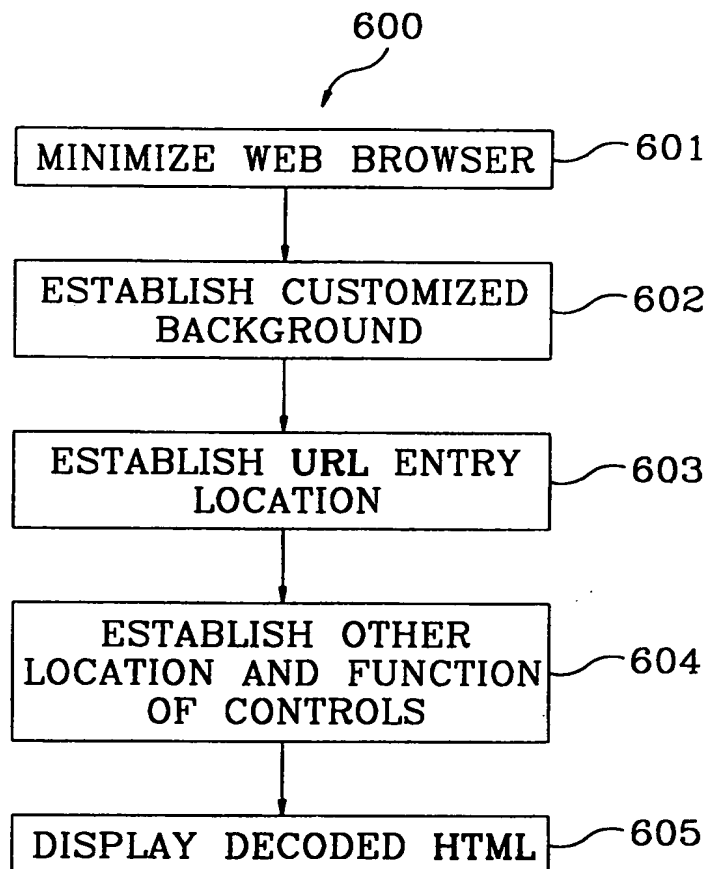 600
MINIMIZE WEB BROWSER
601
ESTABLISH CUSTOMIZED
BACKGROUND
602
ESTABLISH URL ENTRY
LOCATION
603
ESTABLISH OTHER
LOCATION AND FUNCTION
OF CONTROLS
604
DISPLAY DECODED HTML
605